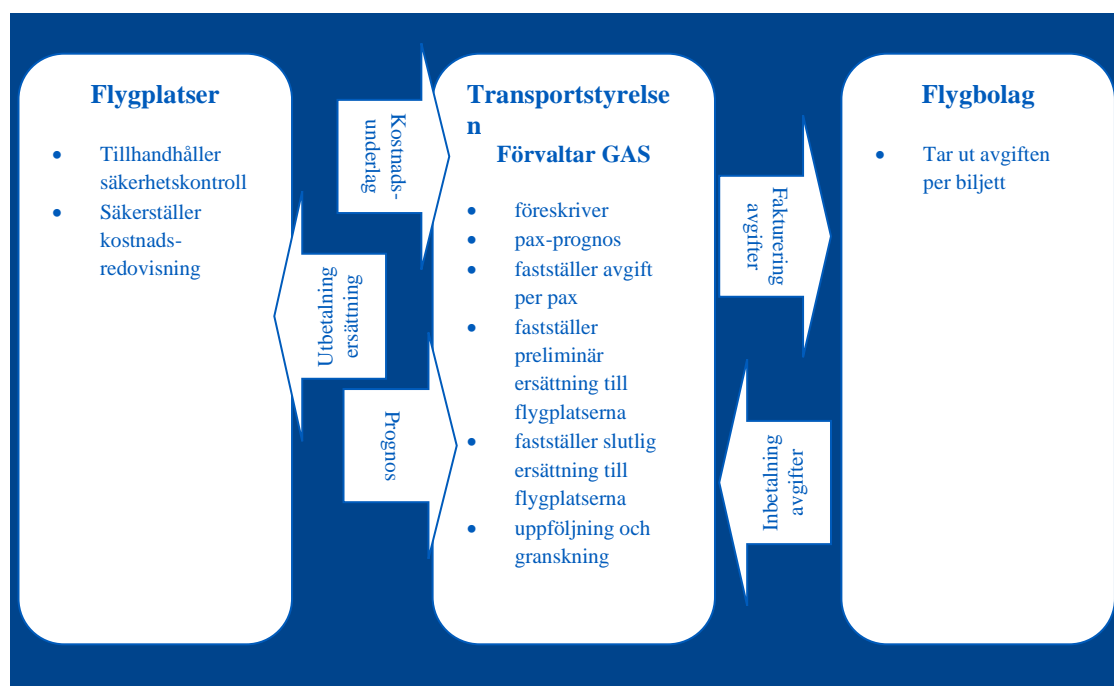 Flygplatser
• Tillhandhåller
säkerhetskontroll
• Säkerställer
kostnads-
redovisning
Kostnads-
underlag
Utbetalning
ersättning
Prognos
Transportstyrelse
n
Förvaltar GAS
• föreskriver
• pax-prognos
• fastställer avgift
per pax
• fastställer
preliminär
ersättning till
flygplatserna
• fastställer slutlig
ersättning till
flygplatserna
• uppföljning och
granskning
Fakturering
avgifter
Inbetalning
avgifter
Flygbolag
• Tar ut avgiften
per biljett